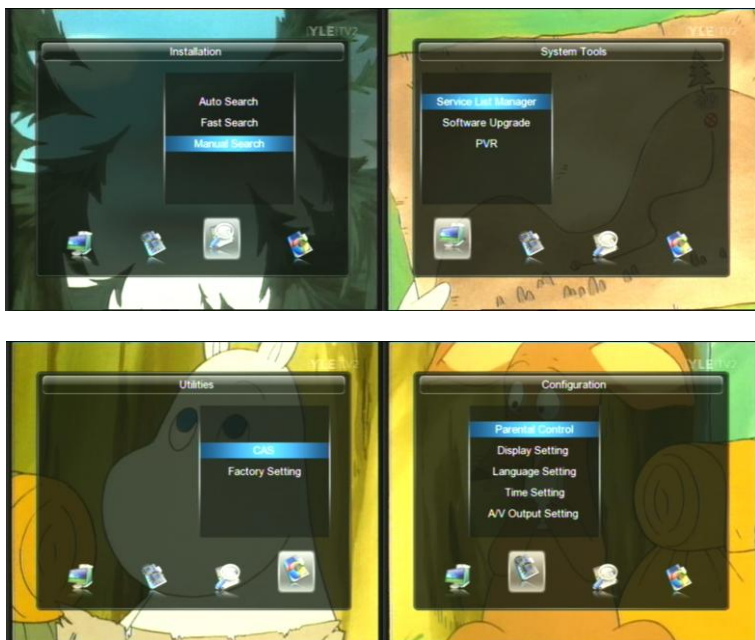 YLE TV2
Installation
Auto Search
Fast Search
Manual Search
YLE TV2
System Tools
Service List Manager
Software Upgrade
PVR
YLE TV2
Utilities
CAS
Factory Setting
YLE TV2
Configuration
Parental Control
Display Setting
Language Setting
Time Setting
A/V Output Setting